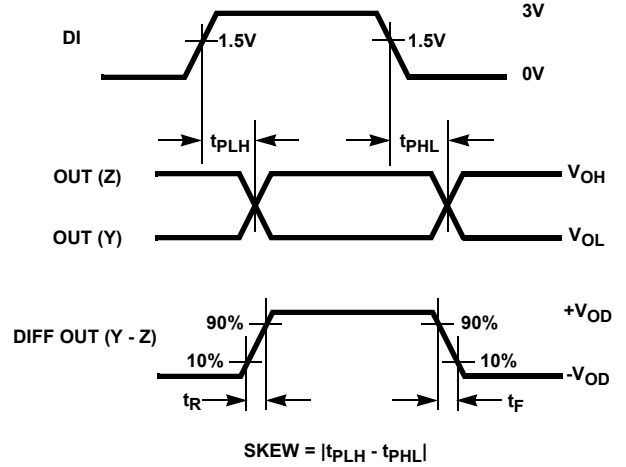 3V
DI
1.5V
1.5V
0V
tPLH
tPHL
OUT (Z)
VOH
OUT (Y)
VOL
+VOD
90%
90%
DIFF OUT (Y - Z)
10%
10%
-VOD
tR
tF
SKEW = |tPLH - tPHL|